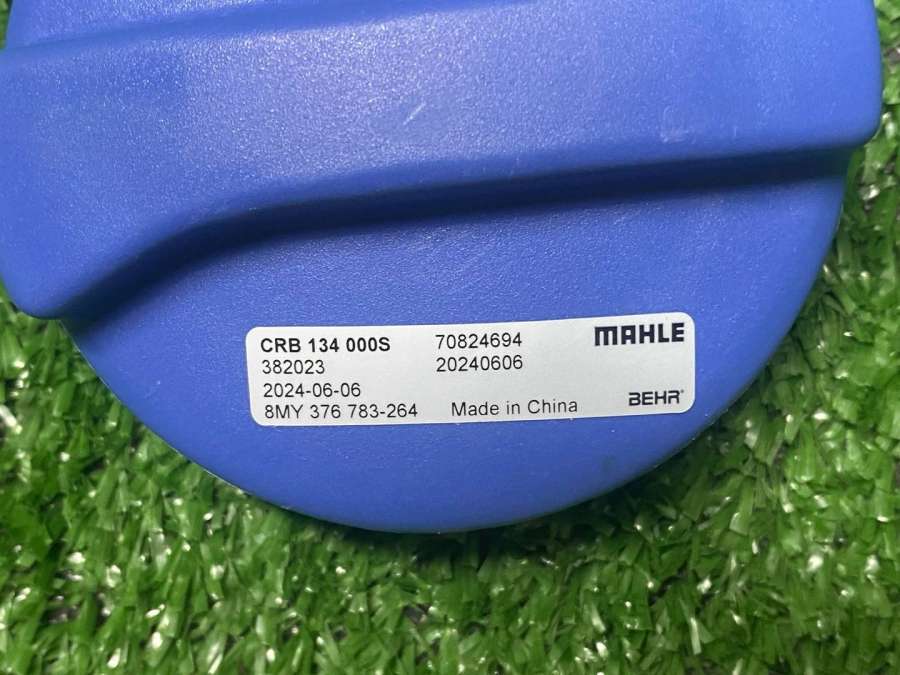 CRB 134 000S 70824694 MAHLE
382023 20240606
2024-06-06
8MY 376 783-264 Made in China BEHR®